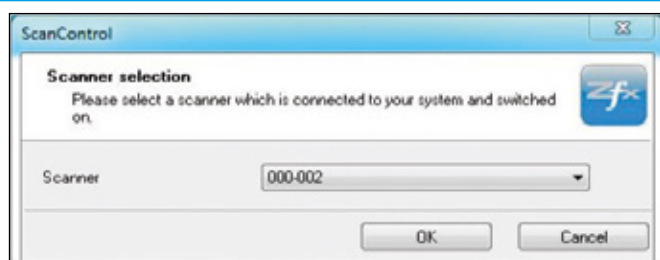 ScanControl
Scanner selection
Please select a scanner which is connected to your system and switched
on.
Zfx
Scanner 000-002
OK Cancel